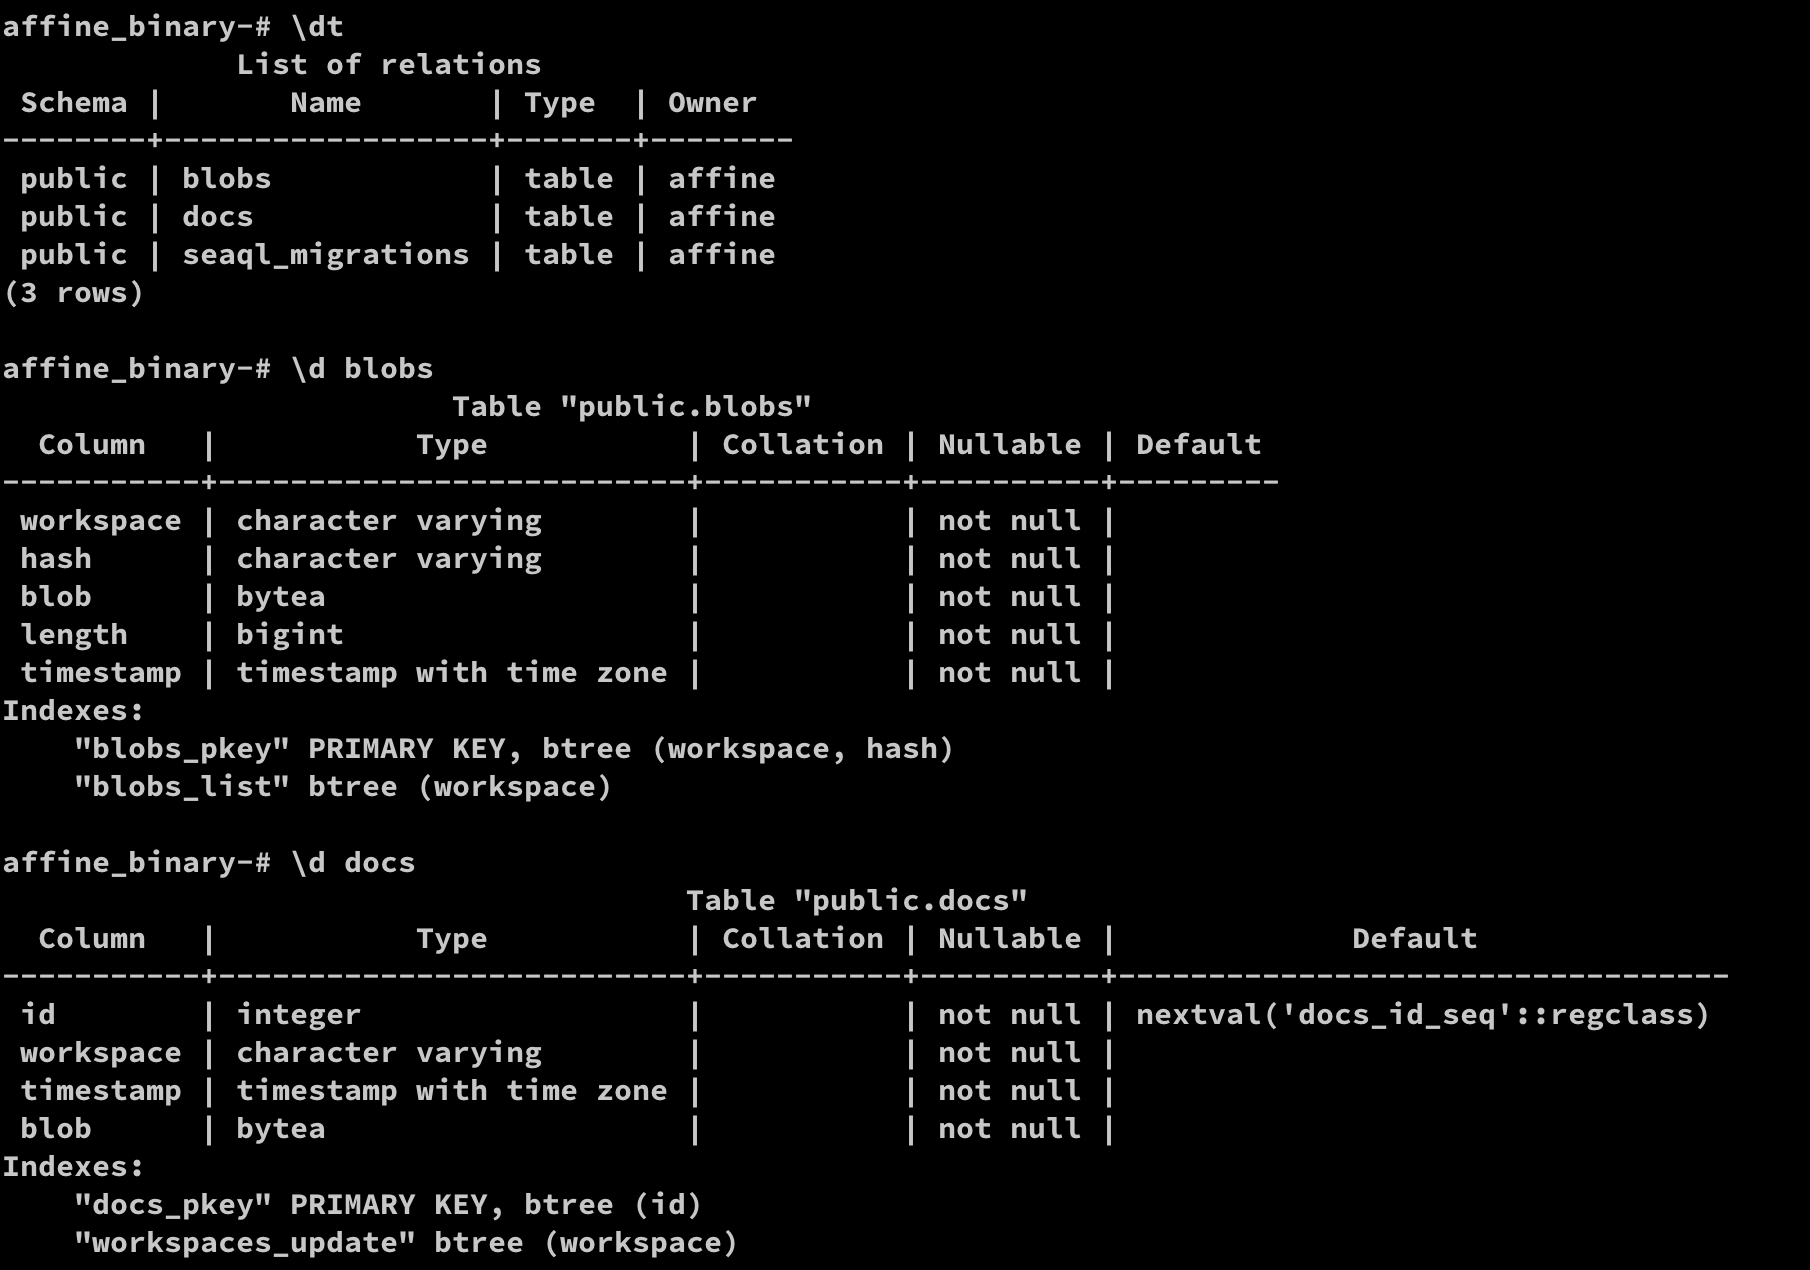 affine_binary-# \dt
             List of relations
 Schema |       Name       | Type  | Owner
--------+------------------+-------+--------
 public | blobs            | table | affine
 public | docs             | table | affine
 public | seaql_migrations | table | affine
(3 rows)

affine_binary-# \d blobs
                         Table "public.blobs"
  Column   |           Type           | Collation | Nullable | Default
-----------+--------------------------+-----------+----------+---------
 workspace | character varying        |           | not null |
 hash      | character varying        |           | not null |
 blob      | bytea                    |           | not null |
 length    | bigint                   |           | not null |
 timestamp | timestamp with time zone |           | not null |
Indexes:
    "blobs_pkey" PRIMARY KEY, btree (workspace, hash)
    "blobs_list" btree (workspace)

affine_binary-# \d docs
                                      Table "public.docs"
  Column   |           Type           | Collation | Nullable |             Default
-----------+--------------------------+-----------+----------+----------------------------------
 id        | integer                  |           | not null | nextval('docs_id_seq'::regclass)
 workspace | character varying        |           | not null |
 timestamp | timestamp with time zone |           | not null |
 blob      | bytea                    |           | not null |
Indexes:
    "docs_pkey" PRIMARY KEY, btree (id)
    "workspaces_update" btree (workspace)